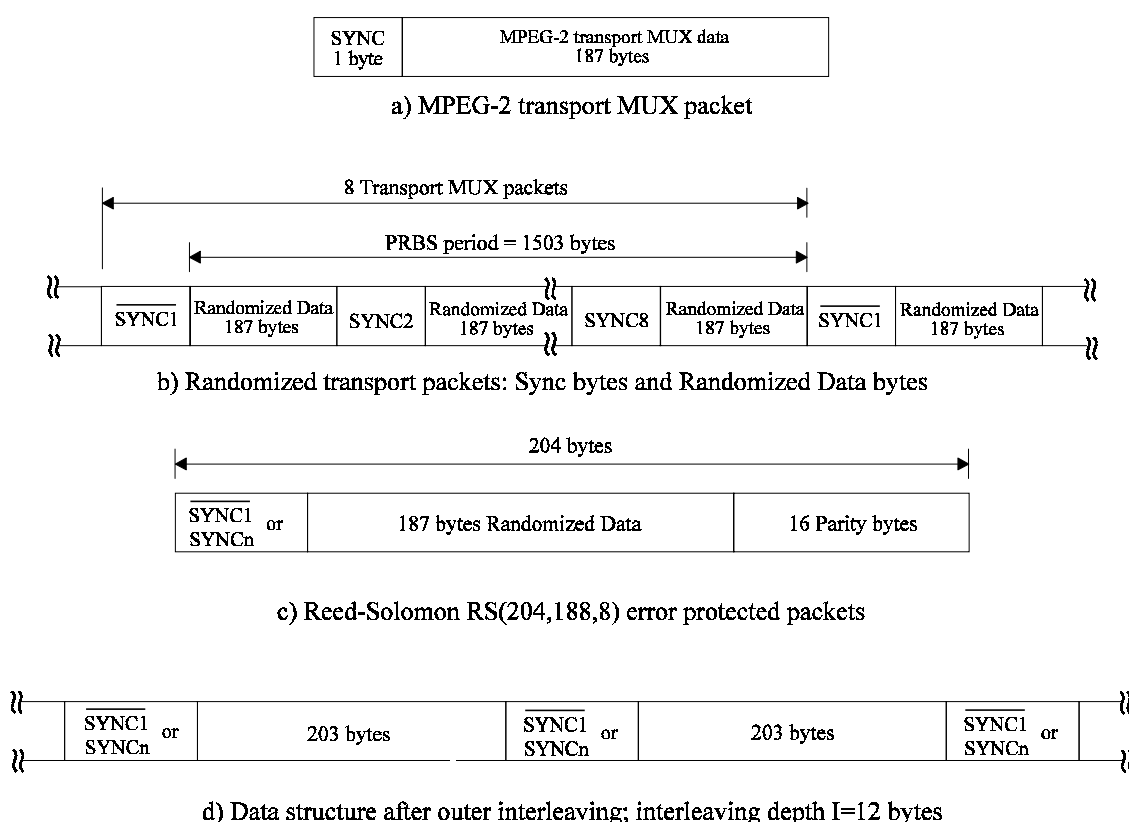 SYNC
1 byte
MPEG-2 transport MUX data
187 bytes
a) MPEG-2 transport MUX packet
8 Transport MUX packets
PRBS period = 1503 bytes
SYNC1
Randomized Data
187 bytes
SYNC2
Randomized Data
187 bytes
SYNC8
Randomized Data
187 bytes
SYNC1
Randomized Data
187 bytes
b) Randomized transport packets: Sync bytes and Randomized Data bytes
204 bytes
SYNC1 or
SYNCn
187 bytes Randomized Data
16 Parity bytes
c) Reed-Solomon RS(204,188,8) error protected packets
SYNC1 or
SYNCn
203 bytes
SYNC1 or
SYNCn
203 bytes
SYNC1 or
SYNCn
d) Data structure after outer interleaving; interleaving depth I=12 bytes